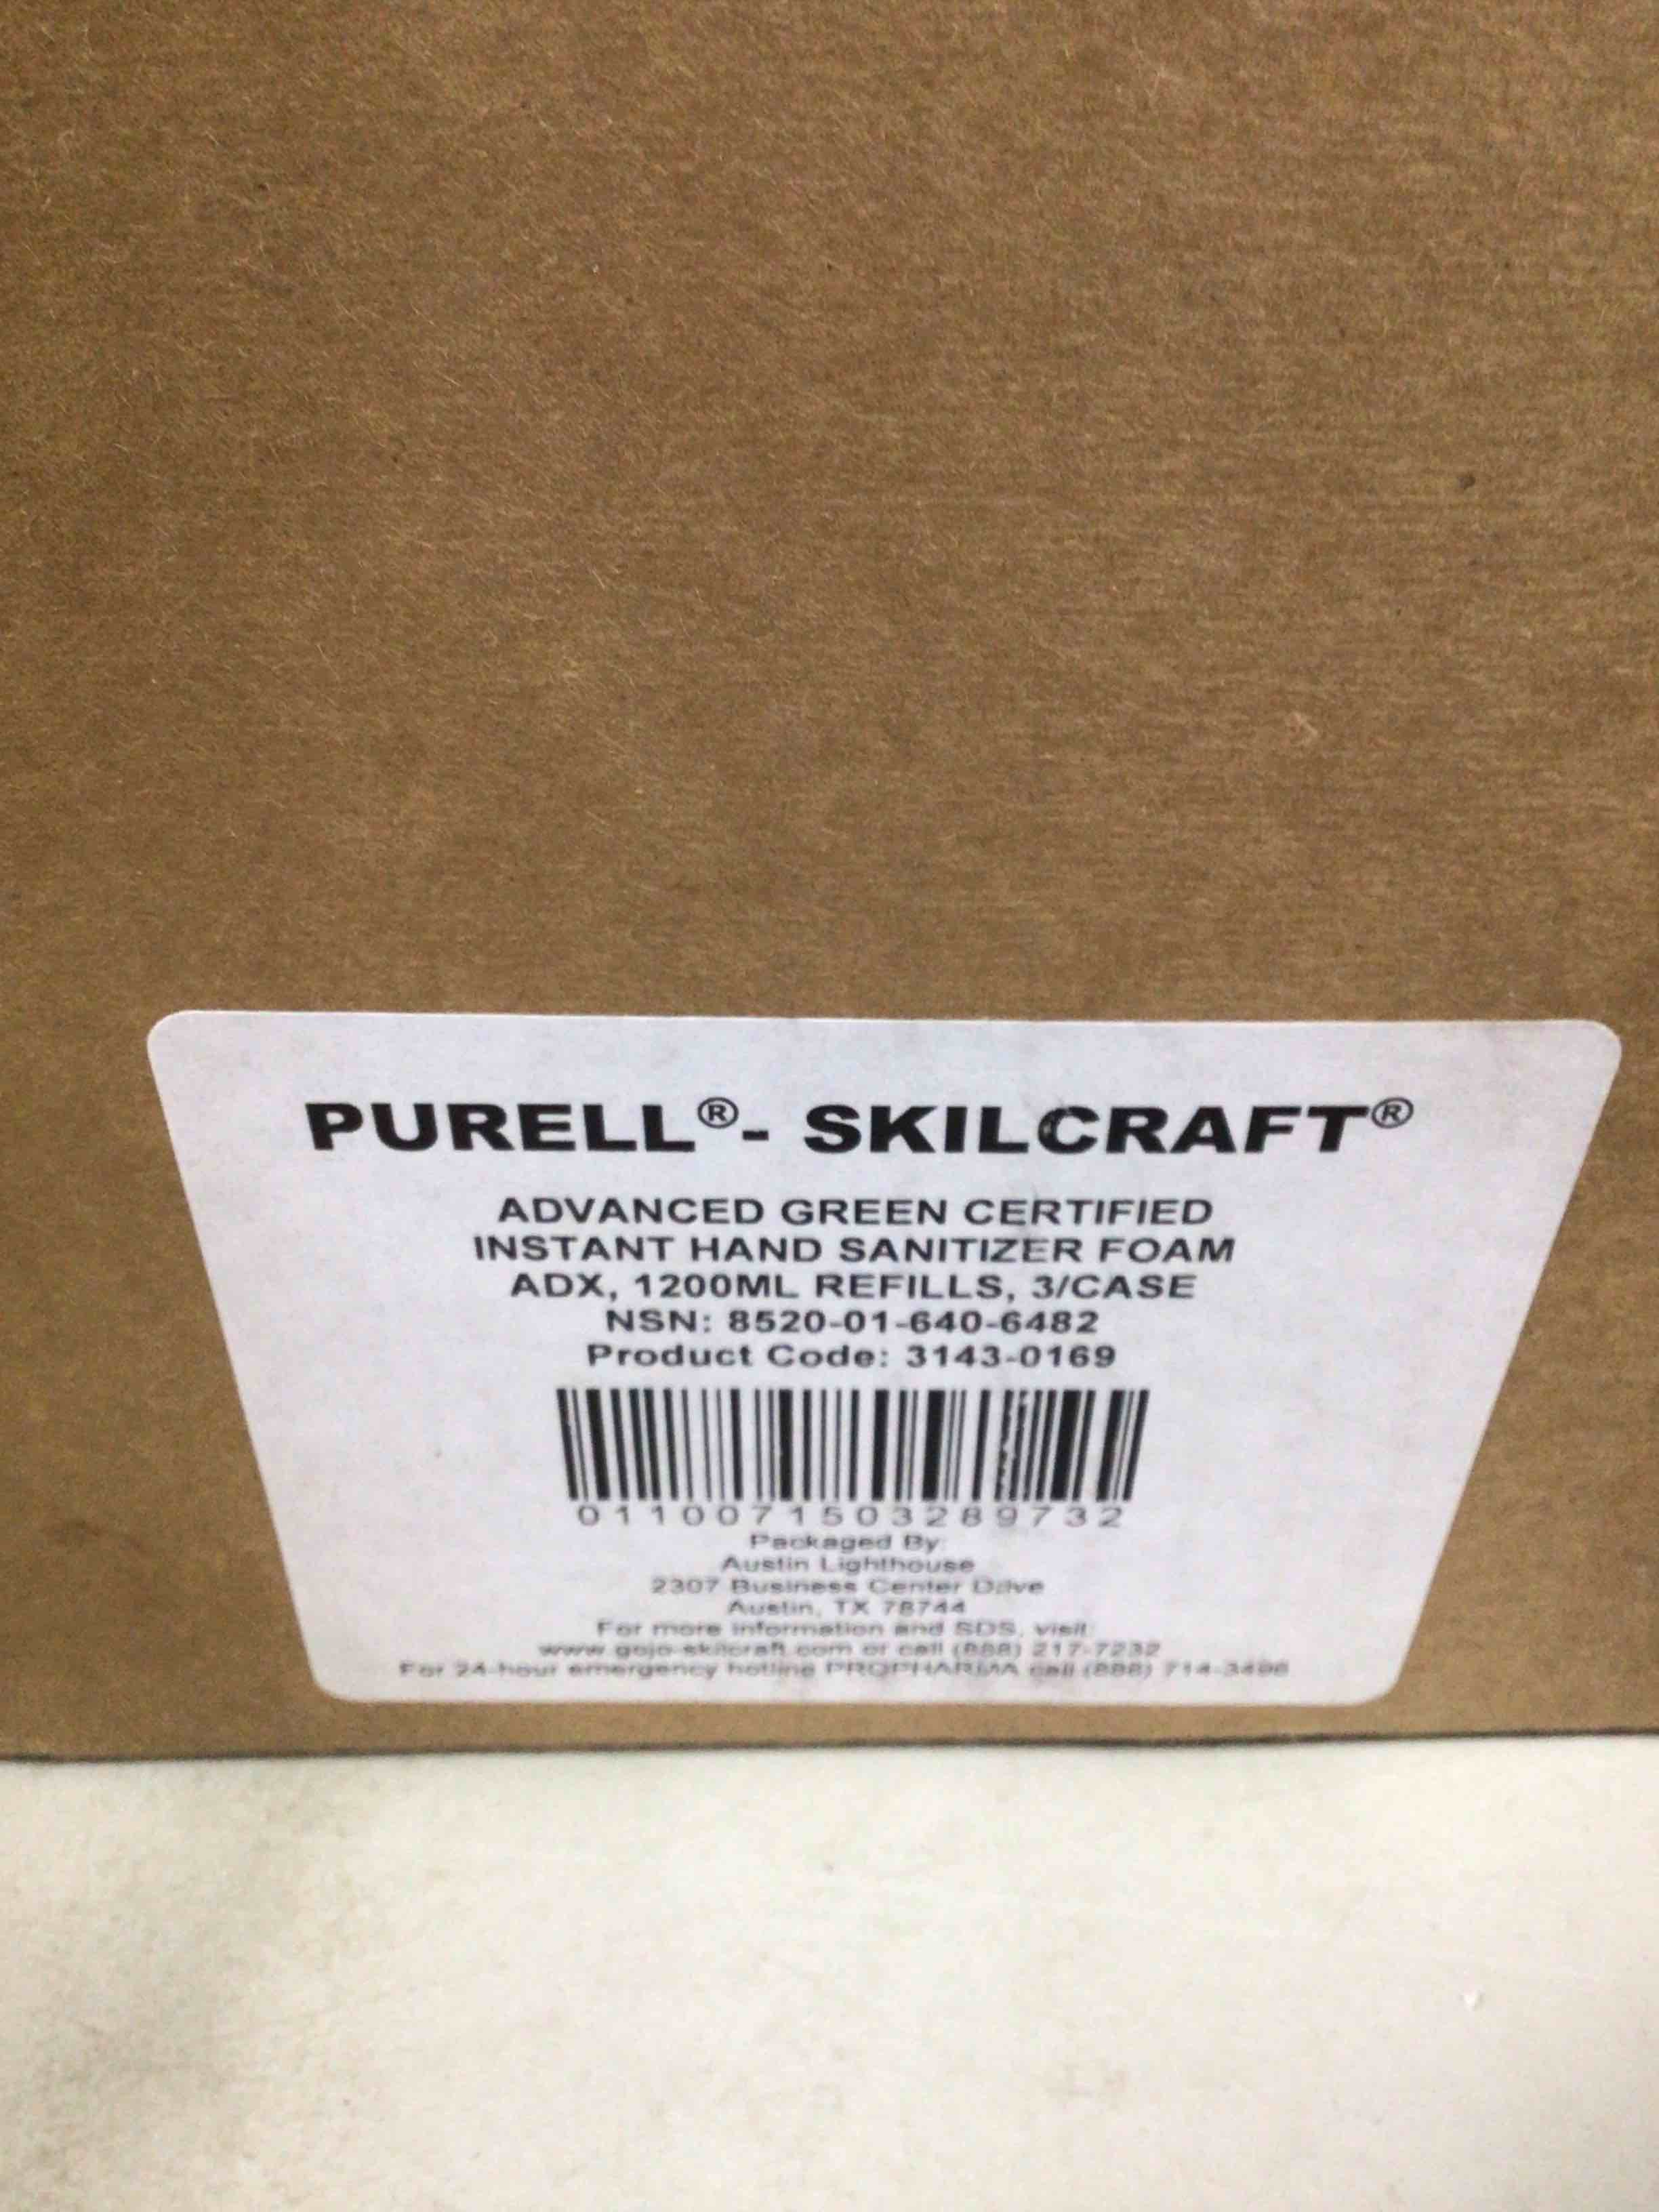 PURELL®- SKILCRAFT®
ADVANCED GREEN CERTIFIED
INSTANT HAND SANITIZER FOAM
ADX, 1200ML REFILLS, 3/CASE
NSN: 8520-01-640-6482
Product Code: 3143-0169
0110071503289732
Packaged By:
Austin Lighthouse
2307 Business Center Drive
Austin, TX 78744
For more information and SDS, visit:
www.gojo-skilcraft.com or call (888) 217-7232
For 24-hour emergency hotline PROPHARMA call (888)